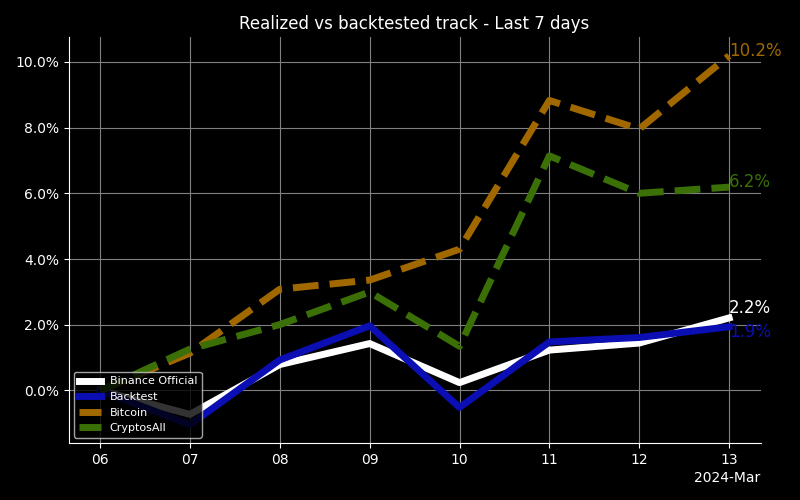 Realized vs backtested track - Last 7 days
10.0%
8.0%
6.0%
4.0%
2.0%
0.0%
10.2%
6.2%
2.2%
1.9%
Binance Official
Backtest
Bitcoin
CryptosAll
06 07 08 09 10 11 12 13
2024-Mar